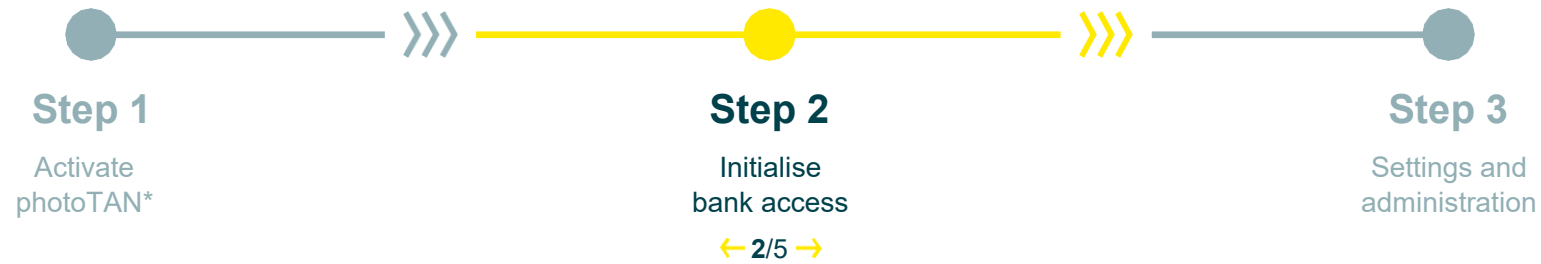 Step 1
Activate
photoTAN*
Step 2
Initialise
bank access
2/5
Step 3
Settings and
administration